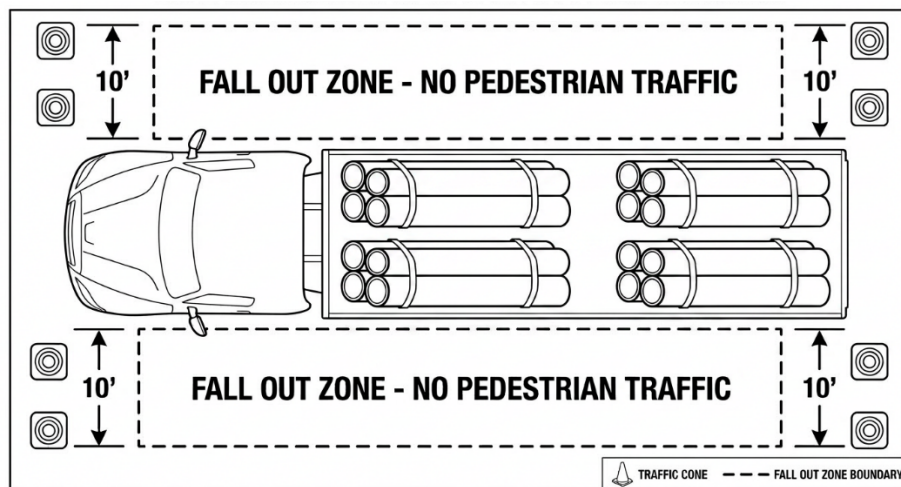 10’
FALL OUT ZONE - NO PEDESTRIAN TRAFFIC
10’
10’
FALL OUT ZONE - NO PEDESTRIAN TRAFFIC
10’
TRAFFIC CONE
FALL OUT ZONE BOUNDARY